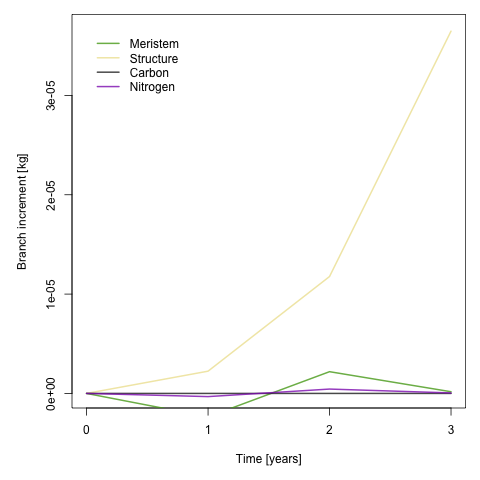 Meristem
Structure
Carbon
Nitrogen
Branch increment [kg]
3e-05
2e-05
1e-05
0e+00
0 1 2 3
Time [years]